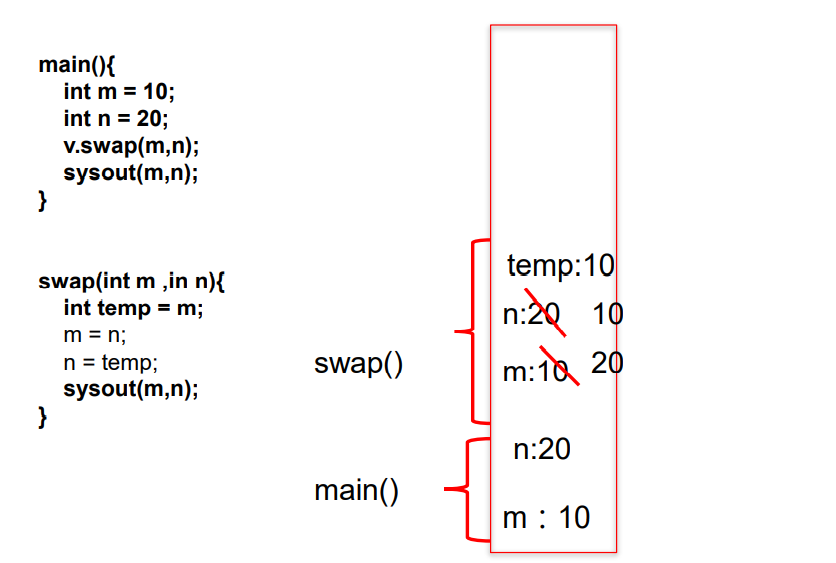 main(){
int m = 10;
int n = 20;
v.swap(m,n);
sysout(m,n);
}
swap(int m ,in n){
int temp = m;
m = n;
n = temp;
sysout(m,n);
}
swap()
main()
temp:10
n:20 10
m:10 20
n:20
m：10